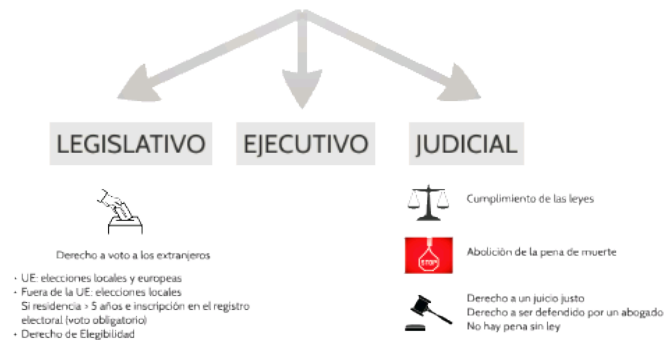 LEGISLATIVO
EJECUTIVO
JUDICIAL
Derecho a voto a los extranjeros
• UE: elecciones locales y europeas
• Fuera de la UE: elecciones locales
Si residencia > 5 años e inscripción en el registro
electoral (voto obligatorio)
• Derecho de Elegibilidad
Cumplimiento de las leyes
STOP
Abolición de la pena de muerte
Derecho a un juicio justo
Derecho a ser defendido por un abogado
No hay pena sin ley